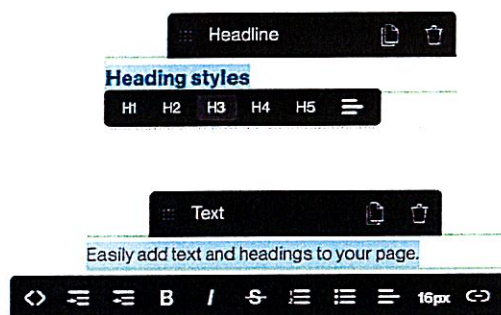 Headline
Heading styles
H1 H2 H3 H4 H5
Text
Easily add text and headings to your page.
B I S 16px